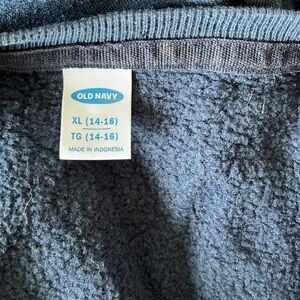 OLD NAVY
XL (14-16)
TG (14-16)
MADE IN INDONESIA